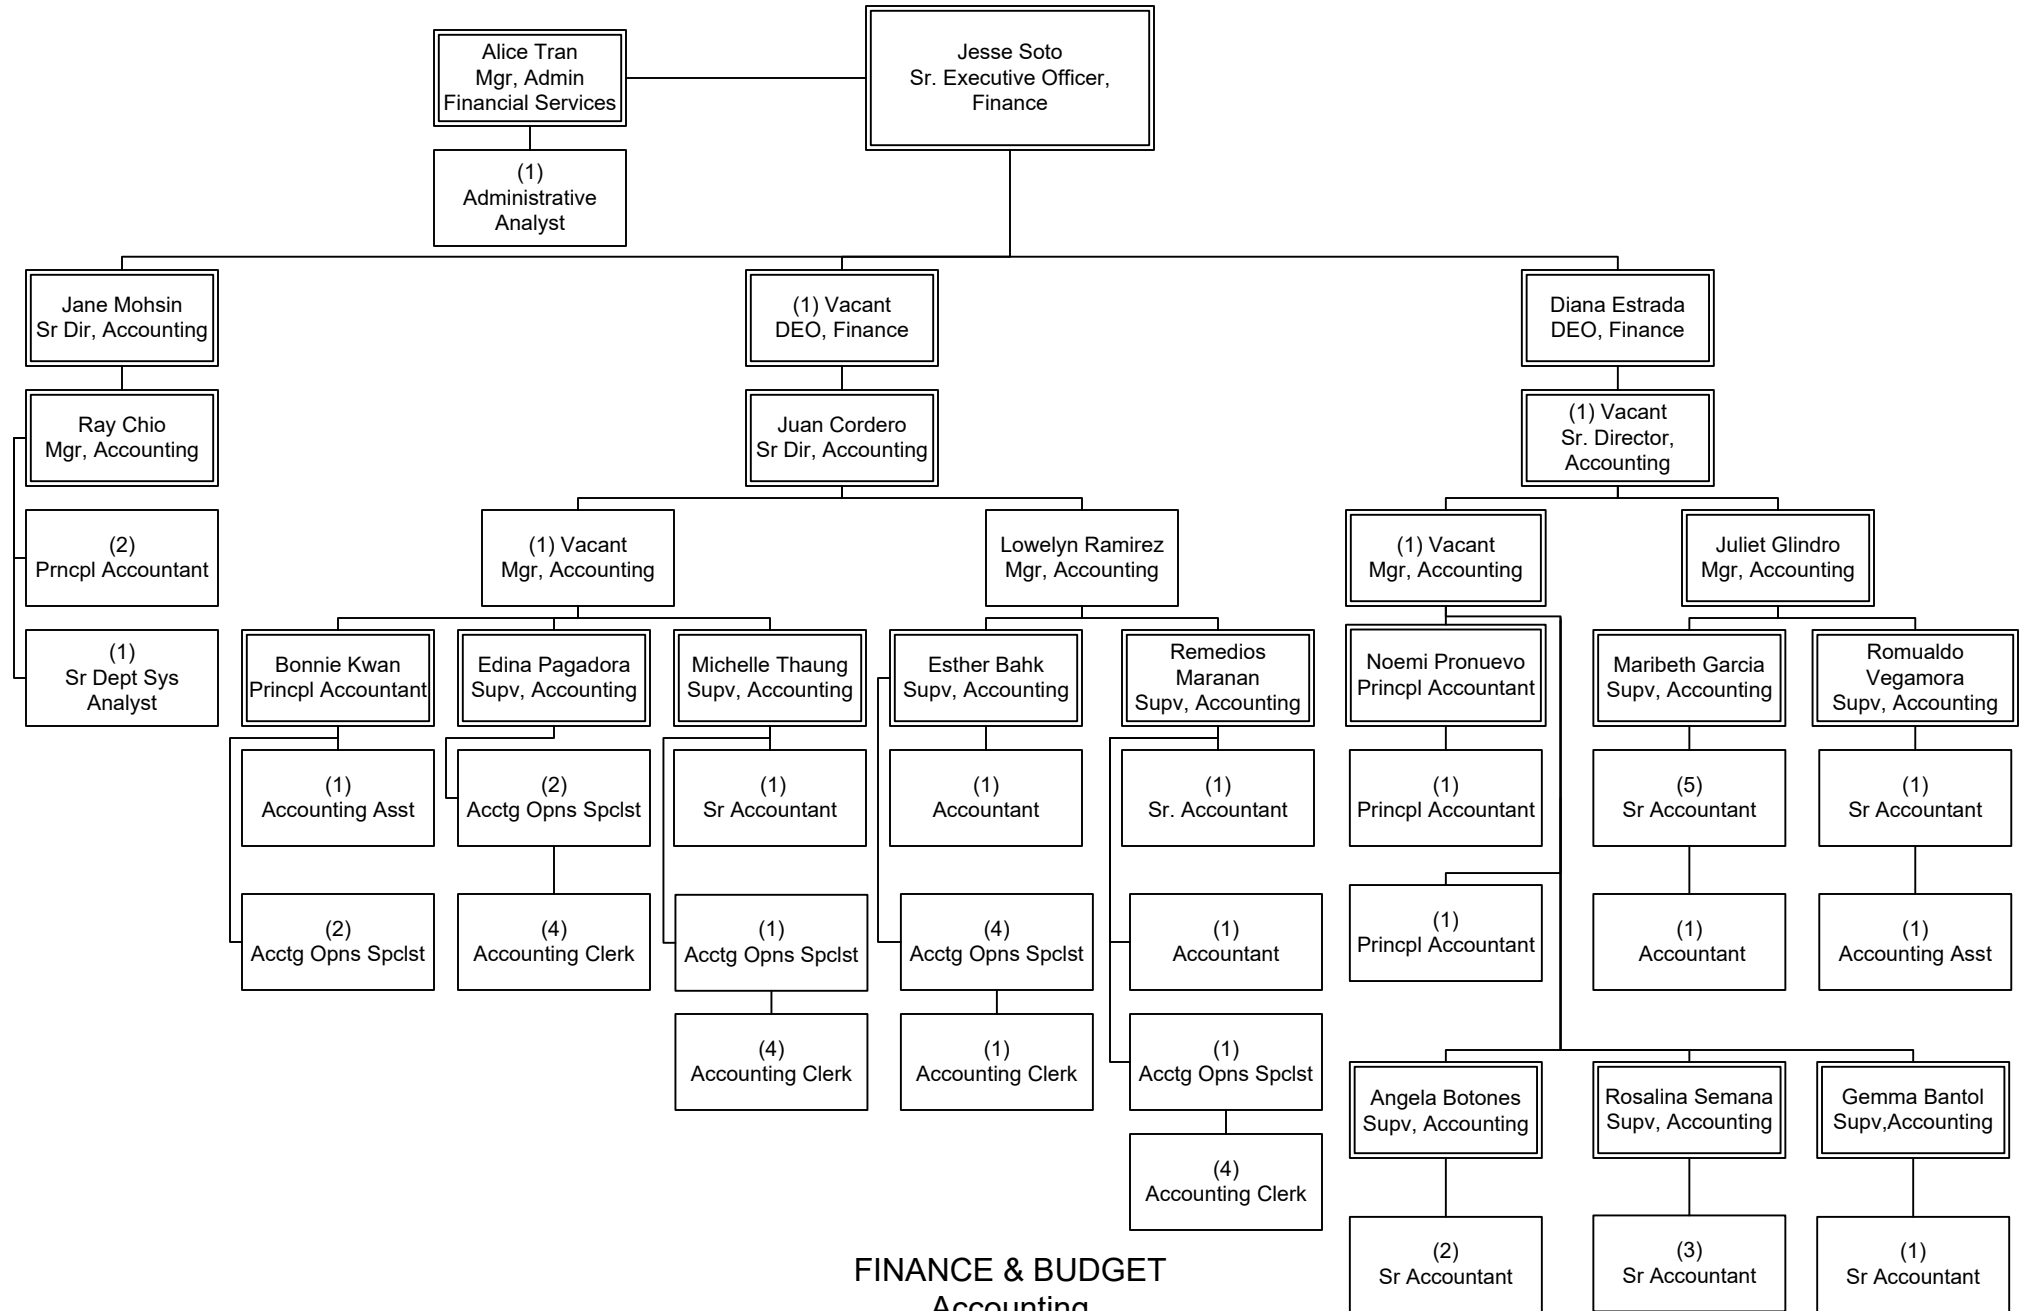 Alice Tran
Mgr, Admin
Financial Services
Jesse Soto
Sr. Executive Officer,
Finance
(1)
Administrative
Analyst
Jane Mohsin
Sr Dir, Accounting
(1) Vacant
DEO, Finance
Diana Estrada
DEO, Finance
Ray Chio
Mgr, Accounting
Juan Cordero
Sr Dir, Accounting
(1) Vacant
Sr. Director,
Accounting
(2)
Prncpl Accountant
(1) Vacant
Mgr, Accounting
Lowelyn Ramirez
Mgr, Accounting
(1) Vacant
Mgr, Accounting
Juliet Glindro
Mgr, Accounting
(1)
Sr Dept Sys
Analyst
Bonnie Kwan
Princpl Accountant
Edina Pagadora
Supv, Accounting
Michelle Thaung
Supv, Accounting
Esther Bahk
Supv, Accounting
Remedios
Maranan
Supv, Accounting
Noemi Pronuevo
Princpl Accountant
Maribeth Garcia
Supv, Accounting
Romualdo
Vegamora
Supv, Accounting
(1)
Accounting Asst
(2)
Acctg Opns Spclst
(1)
Sr Accountant
(1)
Accountant
(1)
Sr. Accountant
(1)
Princpl Accountant
(5)
Sr Accountant
(1)
Sr Accountant
(2)
Acctg Opns Spclst
(4)
Accounting Clerk
(1)
Acctg Opns Spclst
(4)
Acctg Opns Spclst
(1)
Accountant
(1)
Princpl Accountant
(1)
Accountant
(1)
Accounting Asst
(4)
Accounting Clerk
(1)
Accounting Clerk
(1)
Acctg Opns Spclst
Angela Botones
Supv, Accounting
Rosalina Semana
Supv, Accounting
Gemma Bantol
Supv,Accounting
(4)
Accounting Clerk
(2)
Sr Accountant
(3)
Sr Accountant
(1)
Sr Accountant
FINANCE & BUDGET
Accounting